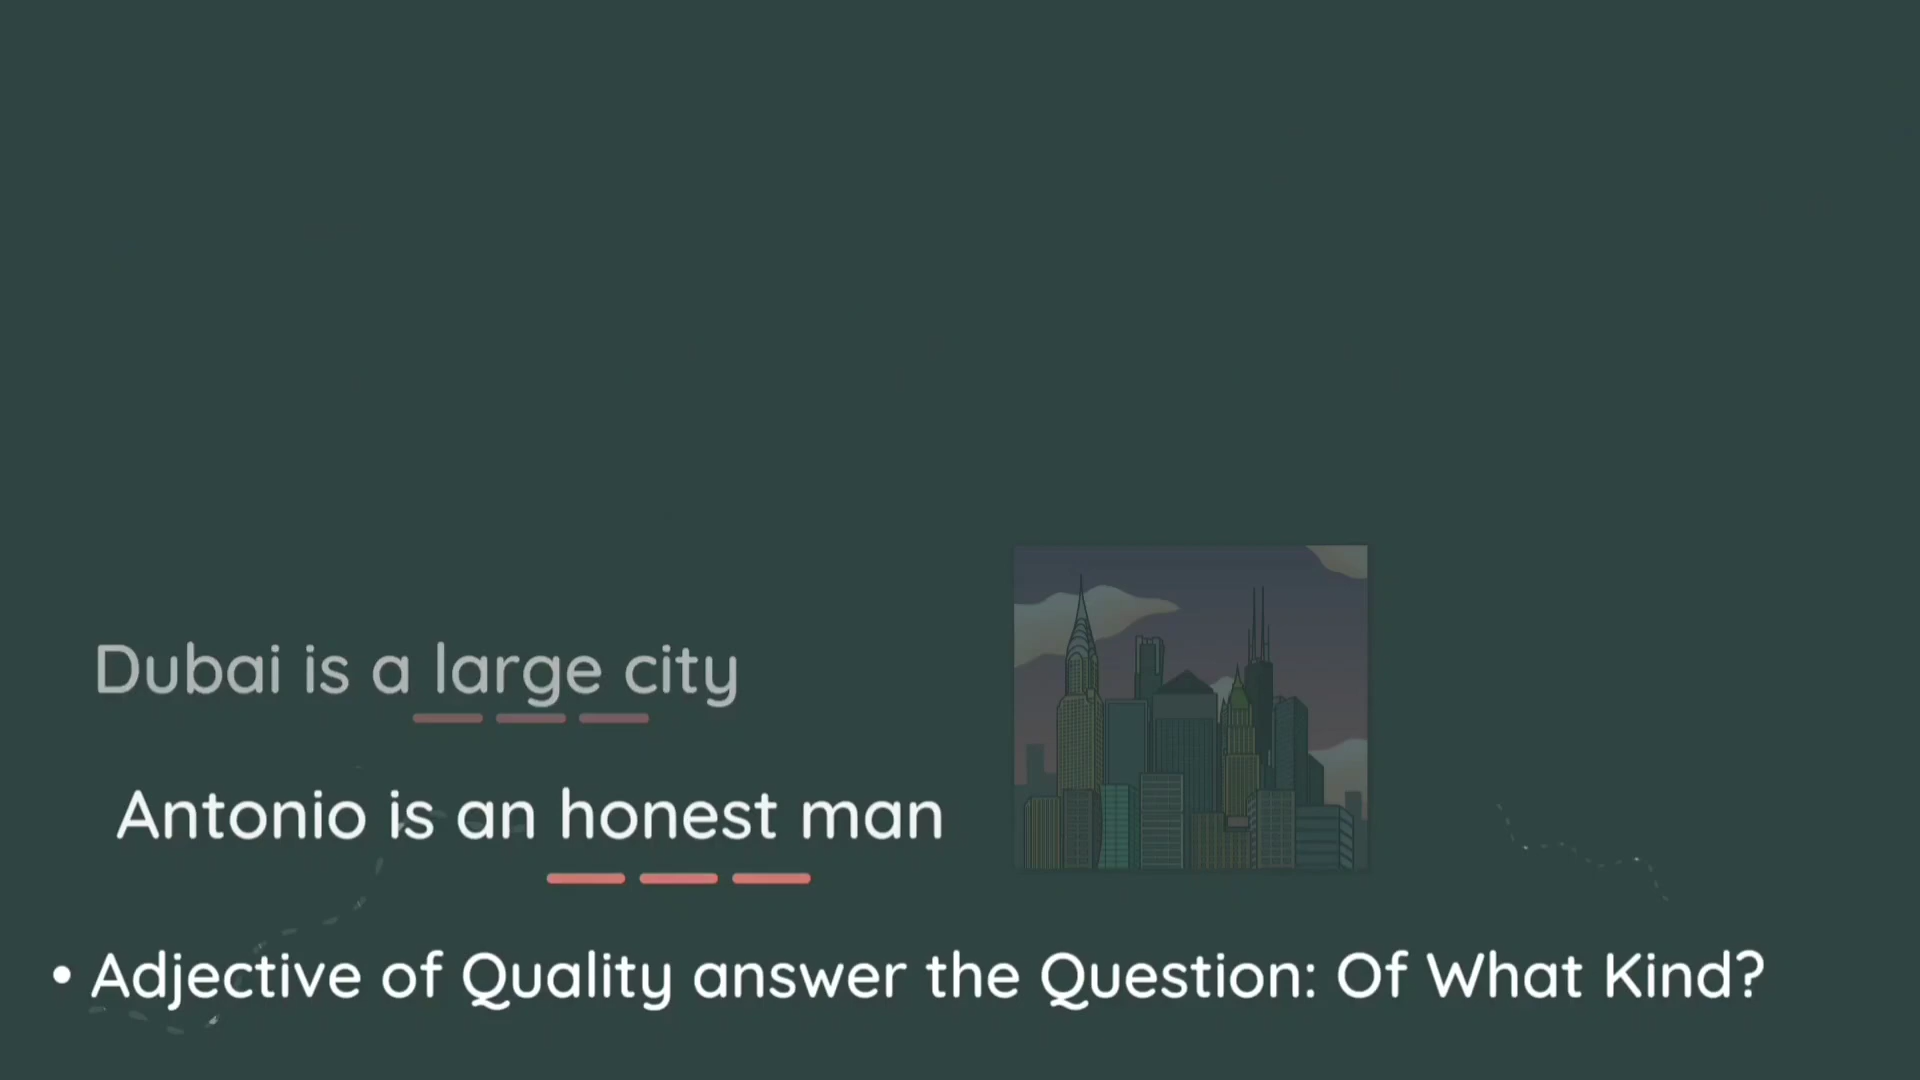 Dubai is a large city
Antonio is an honest man
• Adjective of Quality answer the Question: Of What Kind?